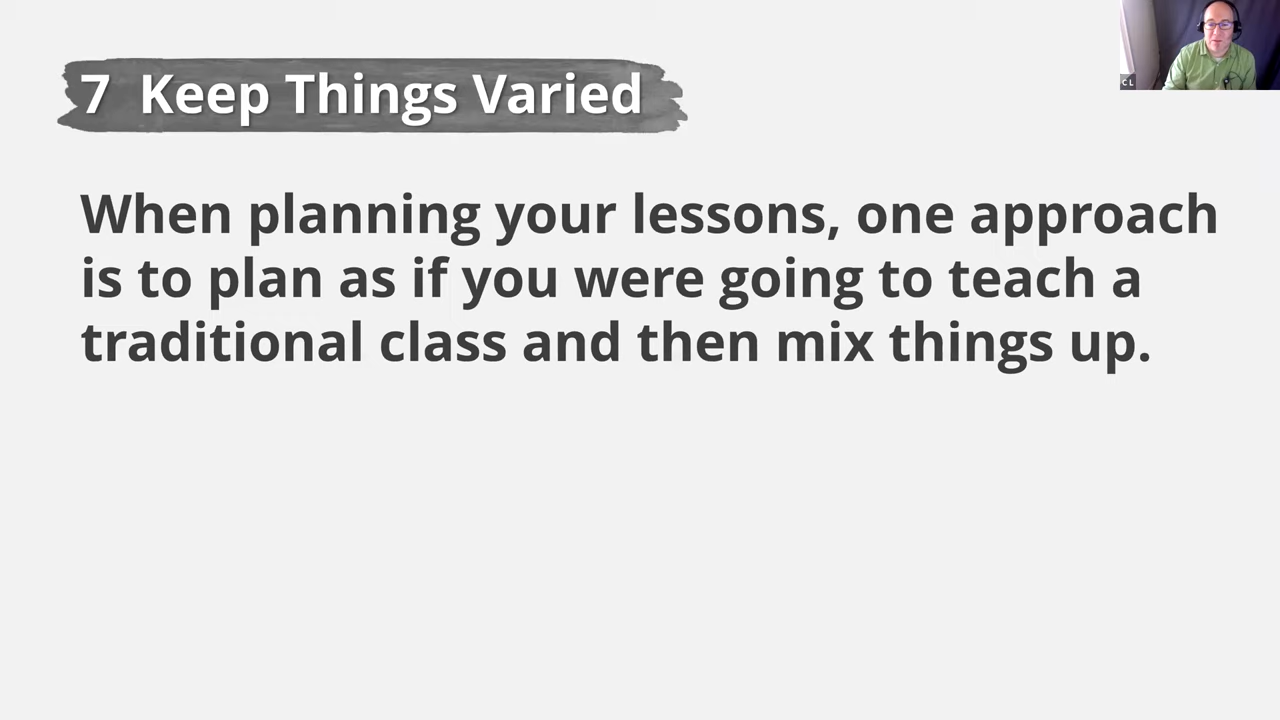 7 Keep Things Varied
When planning your lessons, one approach
is to plan as if you were going to teach a
traditional class and then mix things up.
C L